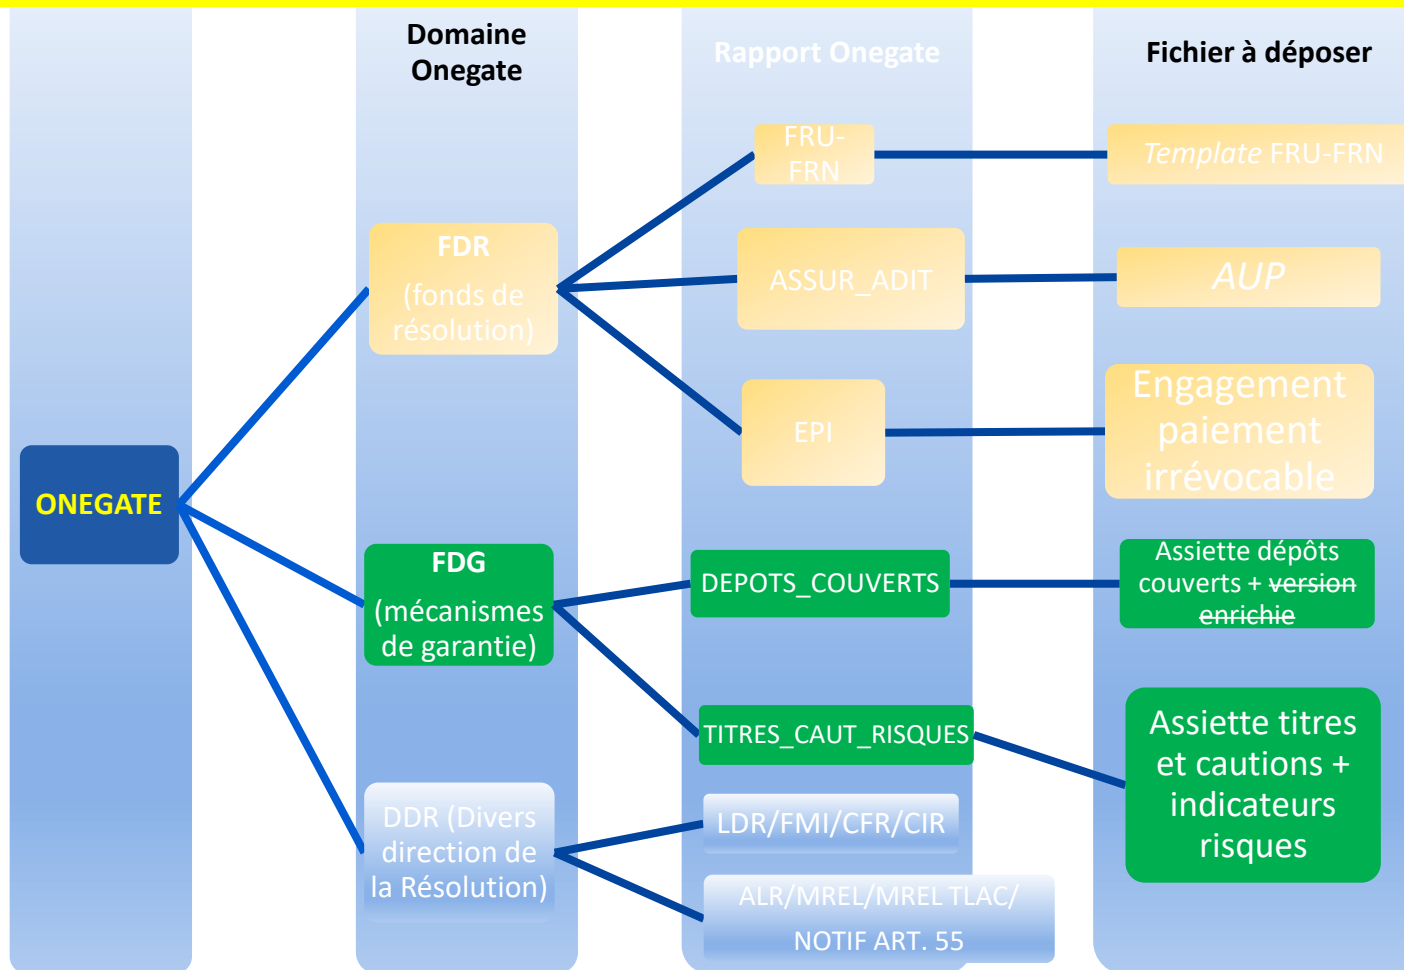 Domaine
Onegate
Rapport Onegate
Fichier à déposer
ONEGATE
FDR
(fonds de
résolution)
FRU-
FRN
Template FRU-FRN
ASSUR_ADIT
AUP
EPI
Engagement
paiement
irrévocable
FDG
(mécanismes
de garantie)
DEPOTS_COUVERTS
Assiette dépôts
couverts + version
enrichie
TITRES_CAUT_RISQUES
Assiette titres
et cautions +
indicateurs
risques
DDR (Divers
direction de
la Résolution)
LDR/FMI/CFR/CIR
ALR/MREL/MREL TLAC/
NOTIF ART. 55